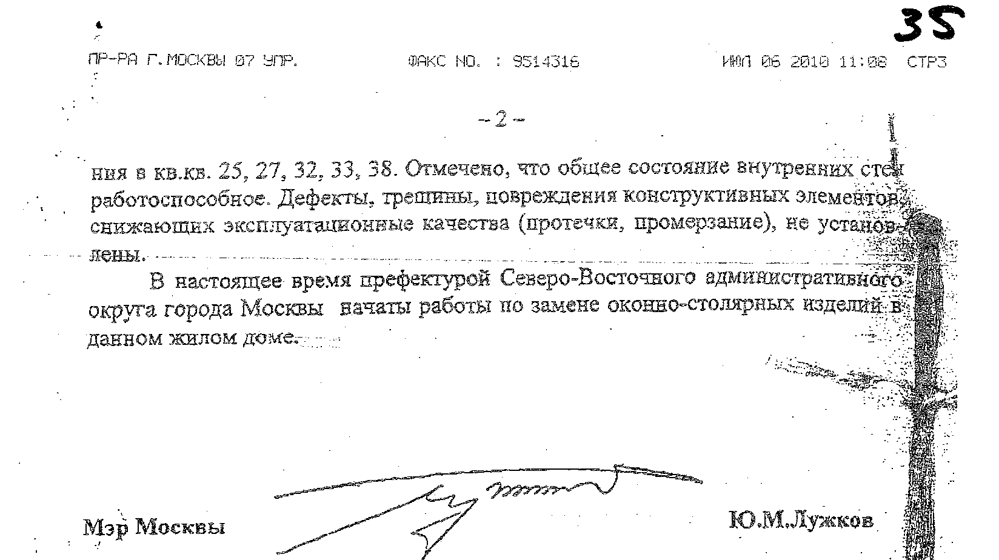 35
ПР-РА Г.МОСКВЫ 07 УПР. ФАКС NO. : 9514316 ИЮЛ 06 2010 11:08 СТР3
- 2 -
ния в кв.кв. 25, 27, 32, 33, 38. Отмечено, что общее состояние внутренних стен
работоспособное. Дефекты, трещины, повреждения конструктивных элементов,
снижающих эксплуатационные качества (протечки, промерзание), не установ-
лены.
В настоящее время префектурой Северо-Восточного административного
округа города Москвы начаты работы по замене оконно-столярных изделий в
данном жилом доме.
Мэр Москвы Ю.М.Лужков